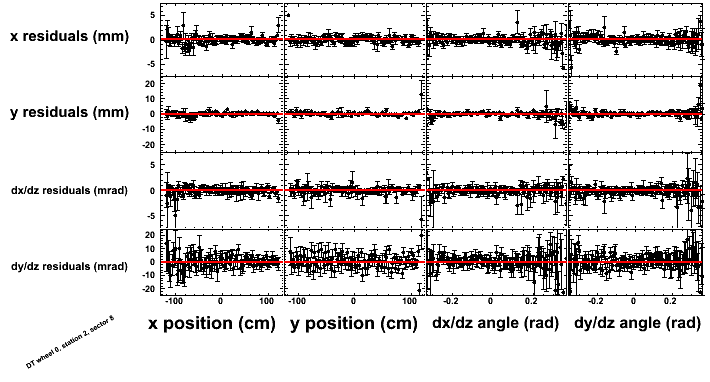 x residuals (mm)
5
0
-5
y residuals (mm)
20
10
0
-10
-20
dx/dz residuals (mrad)
5
0
-5
dy/dz residuals (mrad)
20
10
0
-10
-20
-100 0 100 -100 0 100 -0.2 0 0.2 -0.2 0 0.2
x position (cm) y position (cm) dx/dz angle (rad) dy/dz angle (rad)
DT wheel 0, station 2, sector 8